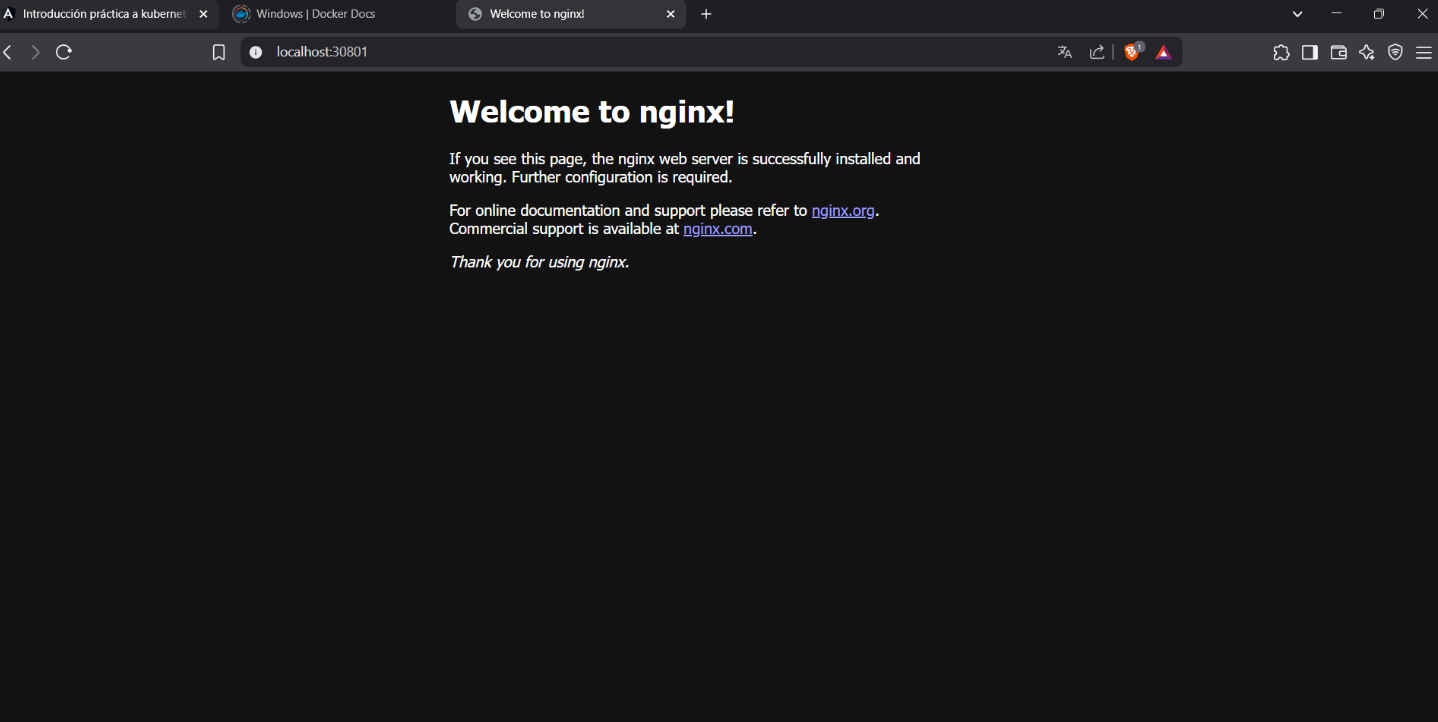 Introducción práctica a kubernet
Windows | Docker Docs
Welcome to nginx!
localhost:30801
1
Welcome to nginx!
If you see this page, the nginx web server is successfully installed and
working. Further configuration is required.
For online documentation and support please refer to nginx.org.
Commercial support is available at nginx.com.
Thank you for using nginx.